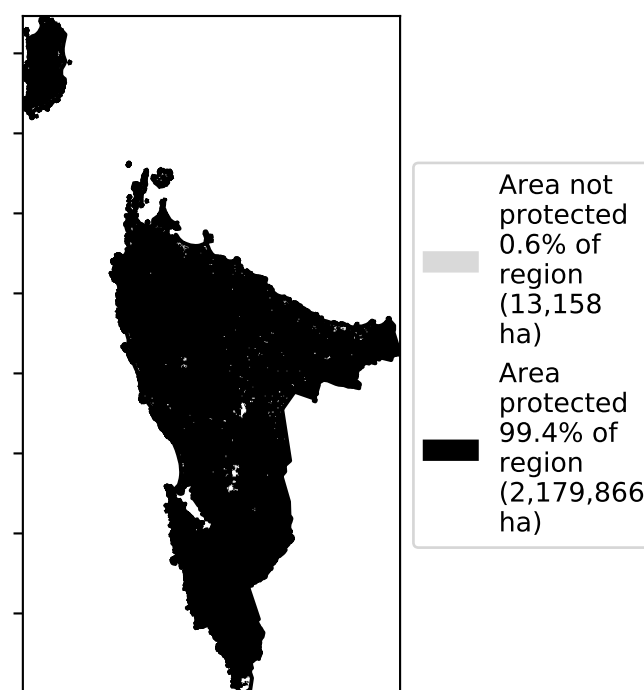 Area not
protected
0.6% of
region
(13,158
ha)
Area
protected
99.4% of
region
(2,179,866
ha)